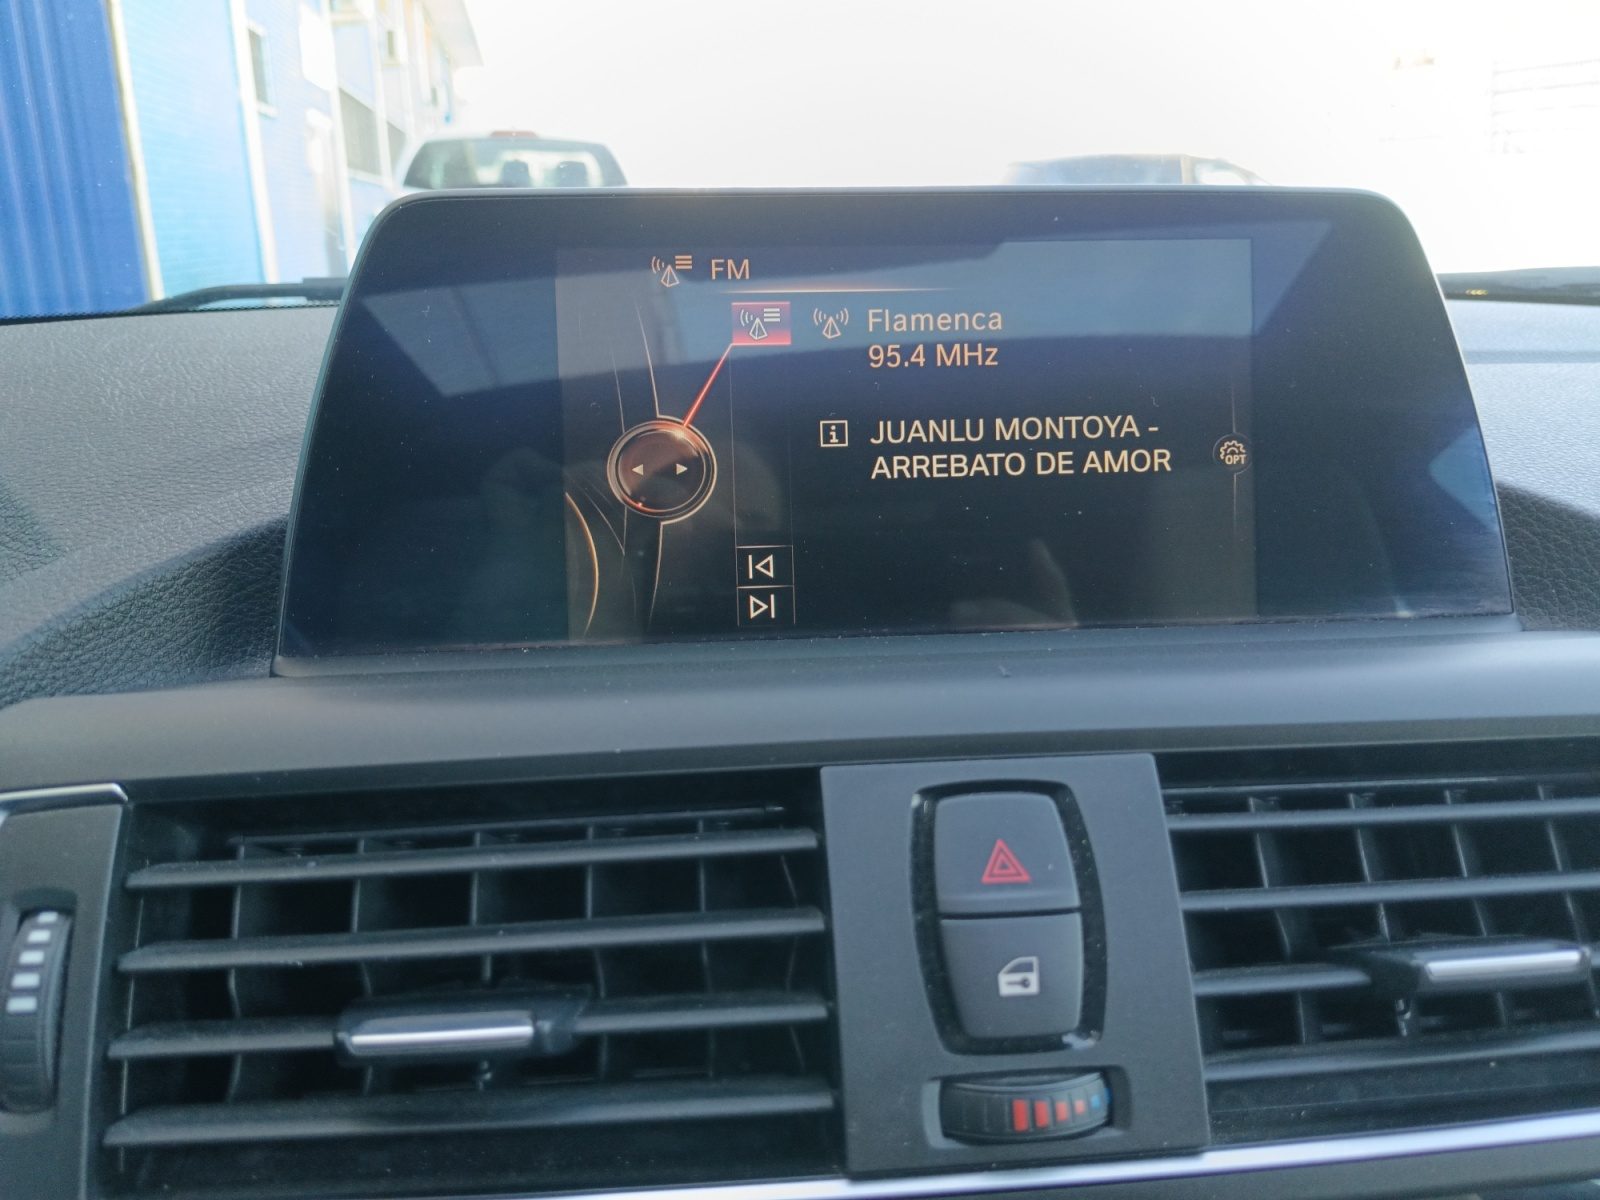 FM
Flamenca
95.4 MHz
i JUANLU MONTOYA -
ARREBATO DE AMOR
OPT